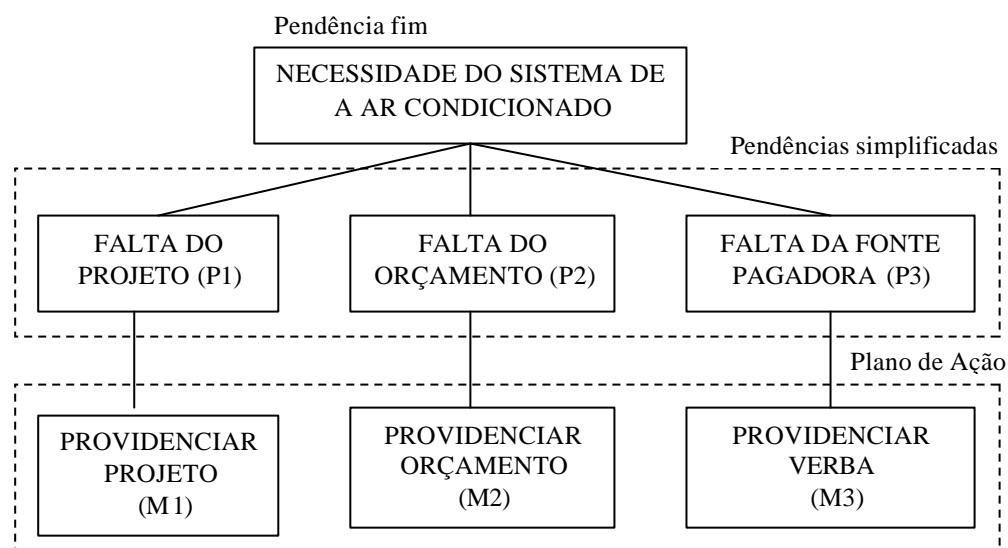 Pendência fim
NECESSIDADE DO SISTEMA DE
A AR CONDICIONADO
Pendências simplificadas
FALTA DO
PROJETO (P1)
FALTA DO
ORÇAMENTO (P2)
FALTA DA FONTE
PAGADORA (P3)
Plano de Ação
PROVIDENCIAR
PROJETO
(M1)
PROVIDENCIAR
ORÇAMENTO
(M2)
PROVIDENCIAR
VERBA
(M3)